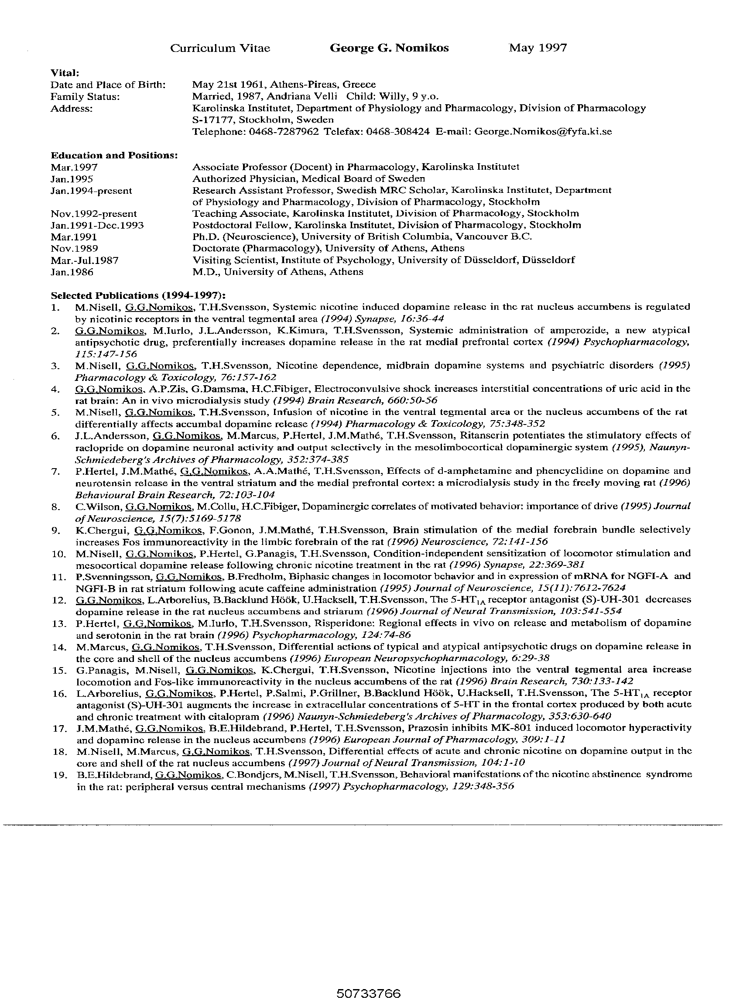 Curriculum Vitae George G. Nomikos May 1997
Vital:
Date and Place of Birth: May 21st 1961, Athens-Pireas, Greece
Family Status: Married, 1987, Andriana Velli Child: Willy, 9 y.o.
Address: Karolinska Institutet, Department of Physiology and Pharmacology, Division of Pharmacology
S-17177, Stockholm, Sweden
Telephone: 0468-7287962 Telefax: 0468-308424 E-mail: George.Nomikos@fyfa.ki.se
Education and Positions:
Mar.1997 Associate Professor (Docent) in Pharmacology, Karolinska Institutet
Jan.1995 Authorized Physician, Medical Board of Sweden
Jan.1994-present Research Assistant Professor, Swedish MRC Scholar, Karolinska Institutet, Department
of Physiology and Pharmacology, Division of Pharmacology, Stockholm
Nov.1992-present Teaching Associate, Karolinska Institutet, Division of Pharmacology, Stockholm
Jan.1991-Dec.1993 Postdoctoral Fellow, Karolinska Institutet, Division of Pharmacology, Stockholm
Mar.1991 Ph.D. (Neuroscience), University of British Columbia, Vancouver B.C.
Nov.1989 Doctorate (Pharmacology), University of Athens, Athens
Mar.-Jul.1987 Visiting Scientist, Institute of Psychology, University of Düsseldorf, Düsseldorf
Jan.1986 M.D., University of Athens, Athens
Selected Publications (1994-1997):
1. M.Nisell, G.G.Nomikos, T.H.Svensson, Systemic nicotine induced dopamine release in the rat nucleus accumbens is regulated
by nicotinic receptors in the ventral tegmental area (1994) Synapse, 16:36-44
2. G.G.Nomikos, M.Iurlo, J.L.Andersson, K.Kimura, T.H.Svensson, Systemic administration of amperozide, a new atypical
antipsychotic drug, preferentially increases dopamine release in the rat medial prefrontal cortex (1994) Psychopharmacology,
115:147-156
3. M.Nisell, G.G.Nomikos, T.H.Svensson, Nicotine dependence, midbrain dopamine systems and psychiatric disorders (1995)
Pharmacology & Toxicology, 76:157-162
4. G.G.Nomikos, A.P.Zis, G.Damsma, H.C.Fibiger, Electroconvulsive shock increases interstitial concentrations of uric acid in the
rat brain: An in vivo microdialysis study (1994) Brain Research, 660:50-56
5. M.Nisell, G.G.Nomikos, T.H.Svensson, Infusion of nicotine in the ventral tegmental area or the nucleus accumbens of the rat
differentially affects accumbal dopamine release (1994) Pharmacology & Toxicology, 75:348-352
6. J.L.Andersson, G.G.Nomikos, M.Marcus, P.Hertel, J.M.Mathé, T.H.Svensson, Ritanserin potentiates the stimulatory effects of
raclopride on dopamine neuronal activity and output selectively in the mesolimbocortical dopaminergic system (1995), Naunyn-
Schmiedeberg's Archives of Pharmacology, 352:374-385
7. P.Hertel, J.M.Mathé, G.G.Nomikos, A.A.Mathé, T.H.Svensson, Effects of d-amphetamine and phencyclidine on dopamine and
neurotensin release in the ventral striatum and the medial prefrontal cortex: a microdialysis study in the freely moving rat (1996)
Behavioural Brain Research, 72:103-104
8. C.Wilson, G.G.Nomikos, M.Collu, H.C.Fibiger, Dopaminergic correlates of motivated behavior: importance of drive (1995) Journal
of Neuroscience, 15(7):5169-5178
9. K.Chergui, G.G.Nomikos, F.Gonon, J.M.Mathé, T.H.Svensson, Brain stimulation of the medial forebrain bundle selectively
increases Fos immunoreactivity in the limbic forebrain of the rat (1996) Neuroscience, 72:141-156
10. M.Nisell, G.G.Nomikos, P.Hertel, G.Panagis, T.H.Svensson, Condition-independent sensitization of locomotor stimulation and
mesocortical dopamine release following chronic nicotine treatment in the rat (1996) Synapse, 22:369-381
11. P.Svenningsson, G.G.Nomikos, B.Fredholm, Biphasic changes in locomotor behavior and in expression of mRNA for NGFI-A and
NGFI-B in rat striatum following acute caffeine administration (1995) Journal of Neuroscience, 15(11):7612-7624
12. G.G.Nomikos, L.Arborelius, B.Backlund Höök, U.Hacksell, T.H.Svensson, The 5-HT1A receptor antagonist (S)-UH-301 decreases
dopamine release in the rat nucleus accumbens and striarum (1996) Journal of Neural Transmission, 103:541-554
13. P.Hertel, G.G.Nomikos, M.Iurlo, T.H.Svensson, Risperidone: Regional effects in vivo on release and metabolism of dopamine
and serotonin in the rat brain (1996) Psychopharmacology, 124:74-86
14. M.Marcus, G.G.Nomikos, T.H.Svensson, Differential actions of typical and atypical antipsychotic drugs on dopamine release in
the core and shell of the nucleus accumbens (1996) European Neuropsychopharmacology, 6:29-38
15. G.Panagis, M.Nisell, G.G.Nomikos, K.Chergui, T.H.Svensson, Nicotine injections into the ventral tegmental area increase
locomotion and Fos-like immunoreactivity in the nucleus accumbens of the rat (1996) Brain Research, 730:133-142
16. L.Arborelius, G.G.Nomikos, P.Hertel, P.Salmi, P.Grillner, B.Backlund Höök, U.Hacksell, T.H.Svensson, The 5-HT1A receptor
antagonist (S)-UH-301 augments the increase in extracellular concentrations of 5-HT in the frontal cortex produced by both acute
and chronic treatment with citalopram (1996) Naunyn-Schmiedeberg's Archives of Pharmacology, 353:630-640
17. J.M.Mathé, G.G.Nomikos, B.E.Hildebrand, P.Hertel, T.H.Svensson, Prazosin inhibits MK-801 induced locomotor hyperactivity
and dopamine release in the nucleus accumbens (1996) European Journal of Pharmacology, 309:1-11
18. M.Nisell, M.Marcus, G.G.Nomikos, T.H.Svensson, Differential effects of acute and chronic nicotine on dopamine output in the
core and shell of the rat nucleus accumbens (1997) Journal of Neural Transmission, 104:1-10
19. B.E.Hildebrand, G.G.Nomikos, C.Bondjers, M.Nisell, T.H.Svensson, Behavioral manifestations of the nicotine abstinence syndrome
in the rat: peripheral versus central mechanisms (1997) Psychopharmacology, 129:348-356
50733766